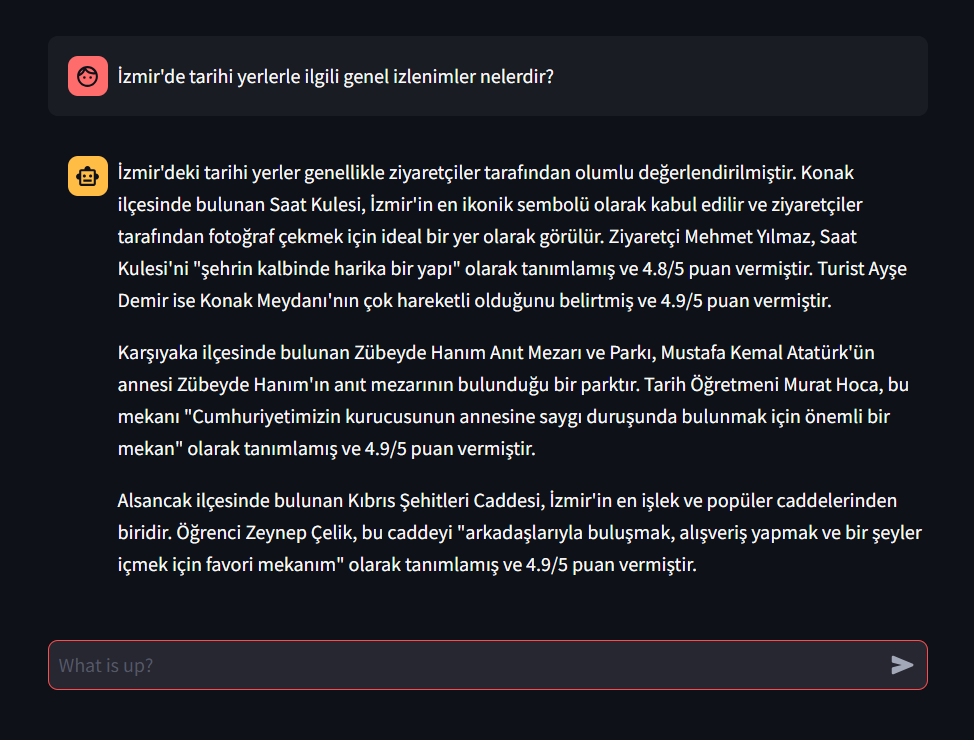 İzmir'de tarihi yerlerle ilgili genel izlenimler nelerdir?
İzmir'deki tarihi yerler genellikle ziyaretçiler tarafından olumlu değerlendirilmiştir. Konak
ilçesinde bulunan Saat Kulesi, İzmir'in en ikonik sembolü olarak kabul edilir ve ziyaretçiler
tarafından fotoğraf çekmek için ideal bir yer olarak görülür. Ziyaretçi Mehmet Yılmaz, Saat
Kulesi'ni "şehrin kalbinde harika bir yapı" olarak tanımlamış ve 4.8/5 puan vermiştir. Turist Ayşe
Demir ise Konak Meydanı'nın çok hareketli olduğunu belirtmiş ve 4.9/5 puan vermiştir.
Karşıyaka ilçesinde bulunan Zübeyde Hanım Anıt Mezarı ve Parkı, Mustafa Kemal Atatürk'ün
annesi Zübeyde Hanım'ın anıt mezarının bulunduğu bir parktır. Tarih Öğretmeni Murat Hoca, bu
mekanı "Cumhuriyetimizin kurucusunun annesine saygı duruşunda bulunmak için önemli bir
mekan" olarak tanımlamış ve 4.9/5 puan vermiştir.
Alsancak ilçesinde bulunan Kıbrıs Şehitleri Caddesi, İzmir'in en işlek ve popüler caddelerinden
biridir. Öğrenci Zeynep Çelik, bu caddeyi "arkadaşlarıyla buluşmak, alışveriş yapmak ve bir şeyler
içmek için favori mekanım" olarak tanımlamış ve 4.9/5 puan vermiştir.
What is up?